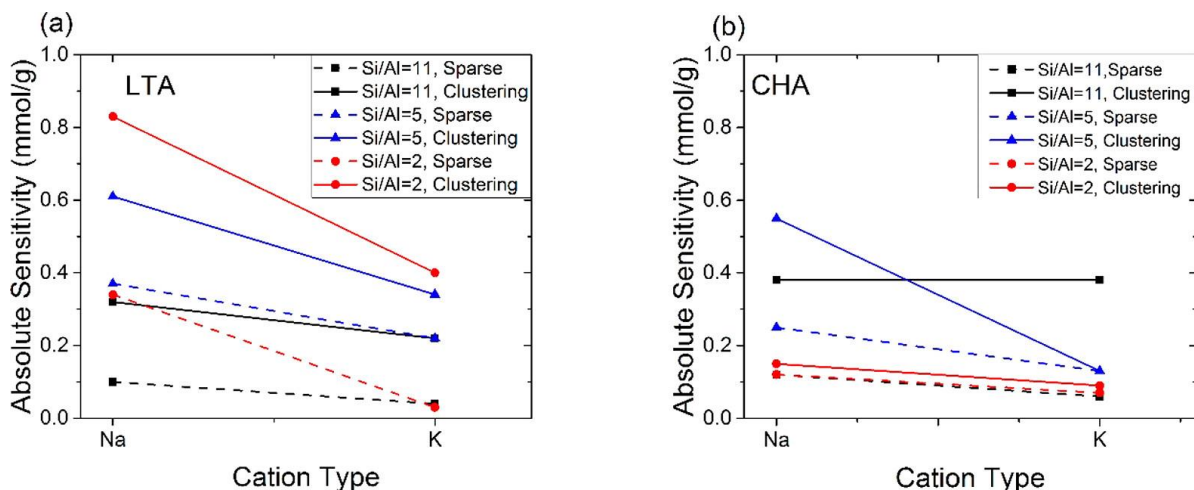 (a)
Absolute Sensitivity (mmol/g)
1.0
0.8
0.6
0.4
0.2
0.0
LTA
Si/Al=11, Sparse
Si/Al=11, Clustering
Si/Al=5, Sparse
Si/Al=5, Clustering
Si/Al=2, Sparse
Si/Al=2, Clustering
Na
K
Cation Type
(b)
Absolute Sensitivity (mmol/g)
1.0
0.8
0.6
0.4
0.2
0.0
CHA
Si/Al=11,Sparse
Si/Al=11, Clustering
Si/Al=5, Sparse
Si/Al=5, Clustering
Si/Al=2, Sparse
Si/Al=2, Clustering
Na
K
Cation Type